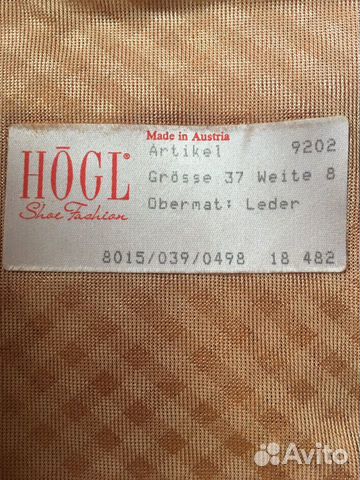 Made in Austria
HÖGL®
Shoe Fashion
Artikel 9202
Grösse 37 Weite 8
Obermat: Leder
8015/039/0498 18 482
Avito